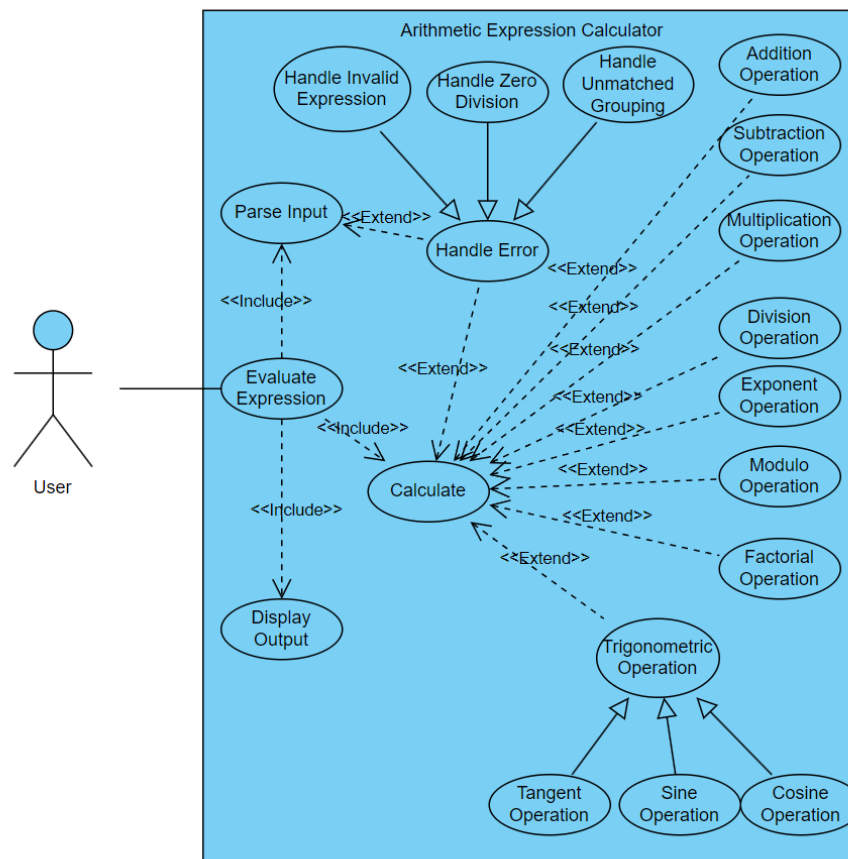 Arithmetic Expression Calculator
Handle Invalid
Expression
Handle Zero
Division
Handle
Unmatched
Grouping
Addition
Operation
Subtraction
Operation
Parse Input
<<Extend>>
Handle Error
Multiplication
Operation
<<Extend>>
<<Include>>
<<Extend>>
Division
Operation
<<Extend>>
Evaluate
Expression
<<Extend>>
<<Extend>>
Exponent
Operation
<<Include>>
<<Extend>>
Calculate
<<Extend>>
Modulo
Operation
User
<<Include>>
<<Extend>>
<<Extend>>
Factorial
Operation
Display
Output
Trigonometric
Operation
Tangent
Operation
Sine
Operation
Cosine
Operation